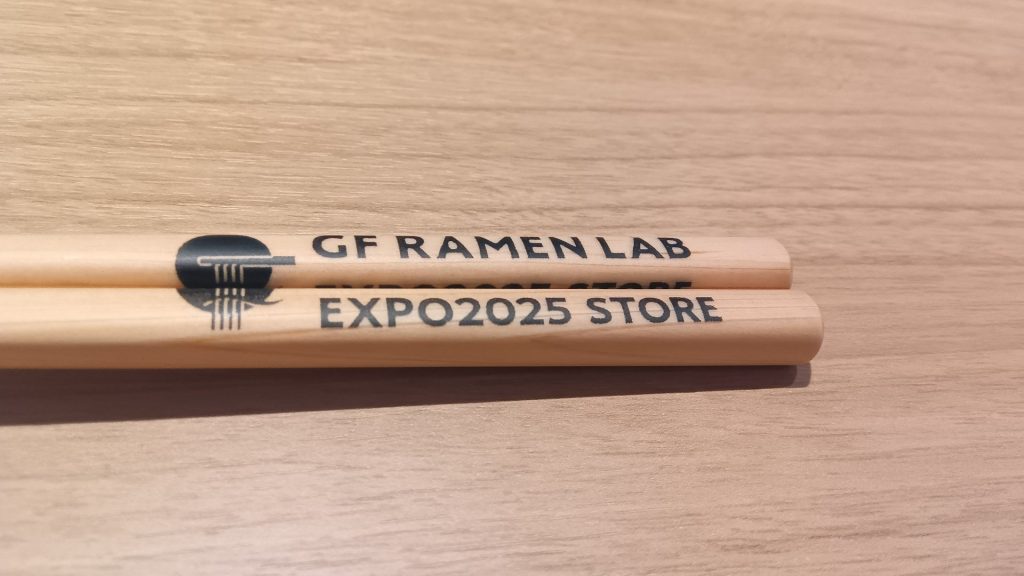 GF RAMEN LAB
EXPO2025 STORE